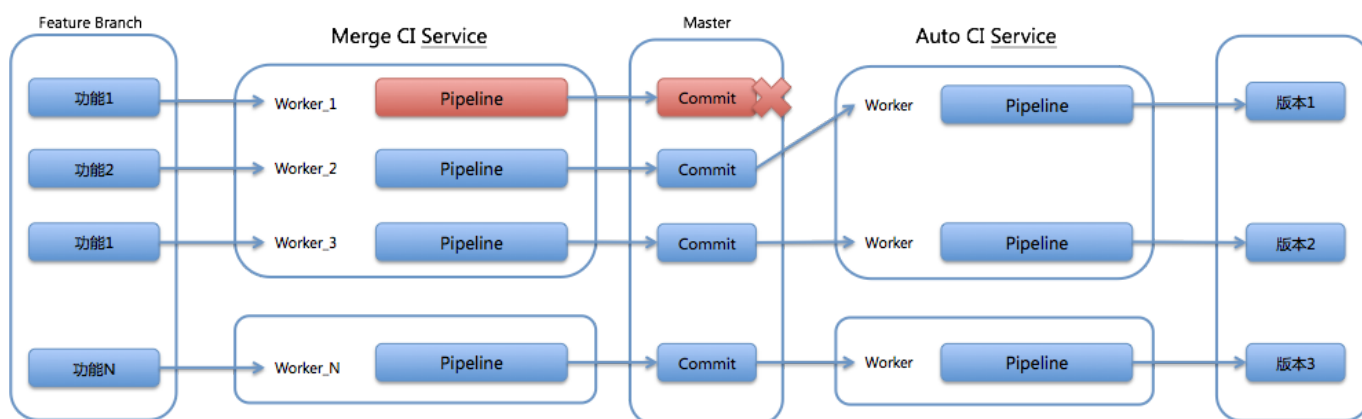 Feature Branch
Merge CI Service
Master
Auto CI Service
功能1
Worker_1
Pipeline
Commit
Worker
Pipeline
版本1
功能2
Worker_2
Pipeline
Commit
功能1
Worker_3
Pipeline
Commit
Worker
Pipeline
版本2
功能N
Worker_N
Pipeline
Commit
Worker
Pipeline
版本3